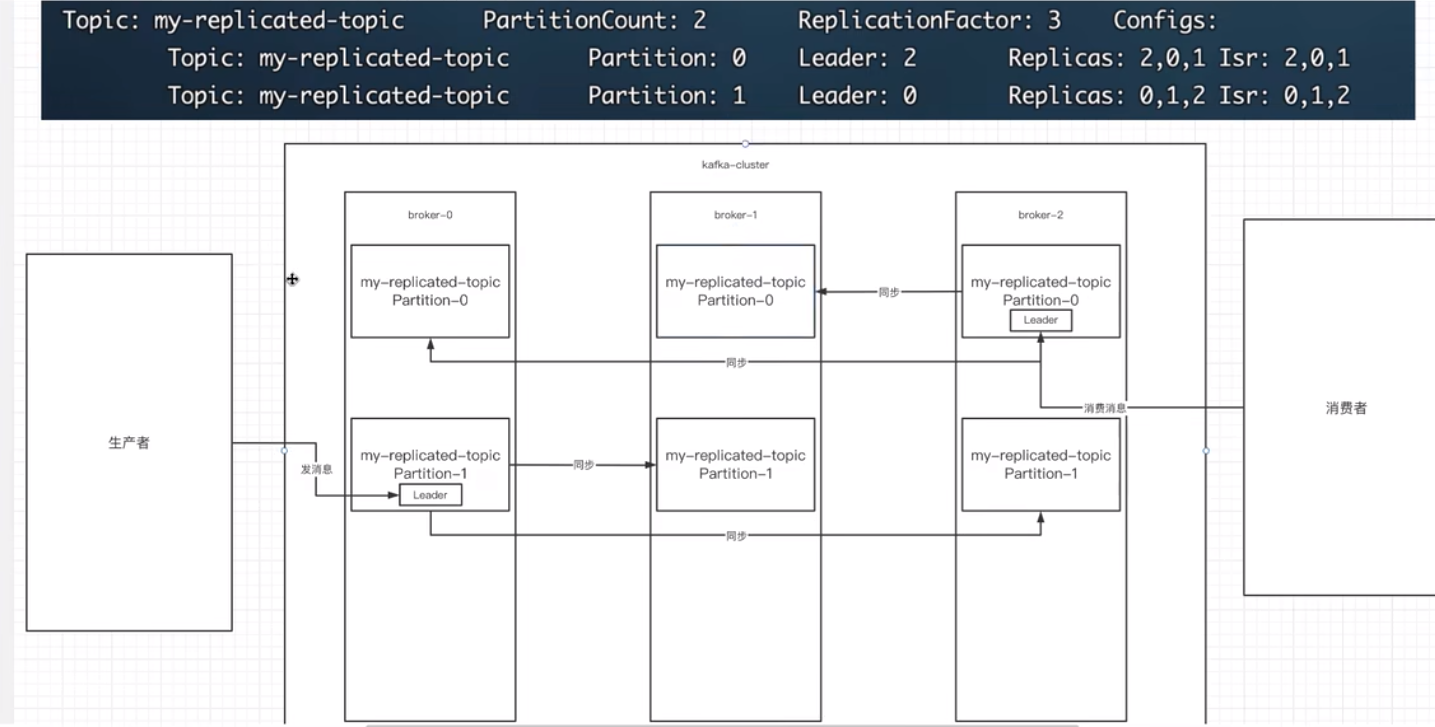 Topic: my-replicated-topic PartitionCount: 2 ReplicationFactor: 3 Configs:
Topic: my-replicated-topic Partition: 0 Leader: 2 Replicas: 2,0,1 Isr: 2,0,1
Topic: my-replicated-topic Partition: 1 Leader: 0 Replicas: 0,1,2 Isr: 0,1,2
kafka-cluster
broker-0
broker-1
broker-2
my-replicated-topic
Partition-0
my-replicated-topic
Partition-0
同步
my-replicated-topic
Partition-0
Leader
同步
消费消息
消费者
生产者
发消息
my-replicated-topic
Partition-1
Leader
同步
my-replicated-topic
Partition-1
my-replicated-topic
Partition-1
同步